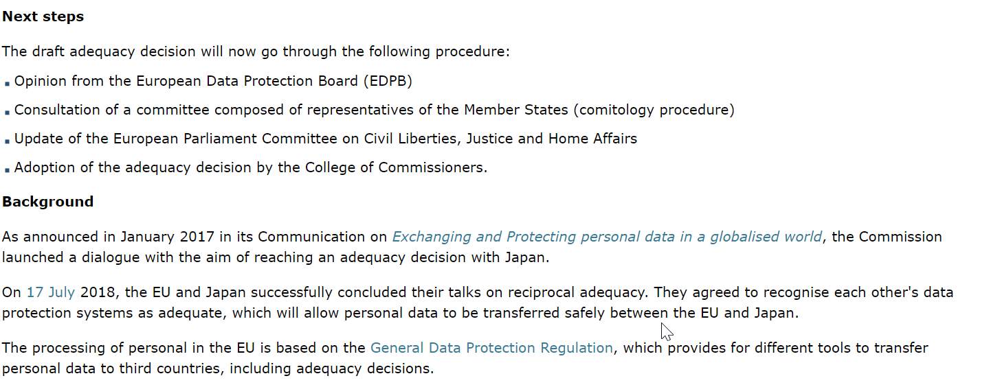 Next steps
The draft adequacy decision will now go through the following procedure:
Opinion from the European Data Protection Board (EDPB)
Consultation of a committee composed of representatives of the Member States (comitology procedure)
Update of the European Parliament Committee on Civil Liberties, Justice and Home Affairs
Adoption of the adequacy decision by the College of Commissioners.
Background
As announced in January 2017 in its Communication on Exchanging and Protecting personal data in a globalised world, the Commission
launched a dialogue with the aim of reaching an adequacy decision with Japan.
On 17 July 2018, the EU and Japan successfully concluded their talks on reciprocal adequacy. They agreed to recognise each other's data
protection systems as adequate, which will allow personal data to be transferred safely between the EU and Japan.
The processing of personal in the EU is based on the General Data Protection Regulation, which provides for different tools to transfer
personal data to third countries, including adequacy decisions.